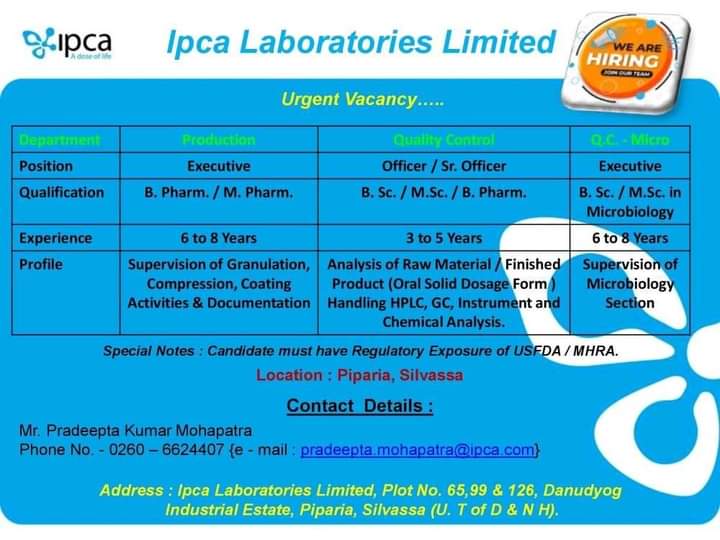 ipca
A dose of life
Ipca Laboratories Limited
WE ARE
HIRING
JOIN OUR TEAM
Urgent Vacancy…..
Department Production Quality Control Q.C. - Micro
Position Executive Officer / Sr. Officer Executive
Qualification B. Pharm. / M. Pharm. B. Sc. / M.Sc. / B. Pharm. B. Sc. / M.Sc. in
Microbiology
Experience 6 to 8 Years 3 to 5 Years 6 to 8 Years
Profile Supervision of Granulation, Analysis of Raw Material / Finished Supervision of
Compression, Coating Product (Oral Solid Dosage Form ) Microbiology
Activities & Documentation Handling HPLC, GC, Instrument and Section
Chemical Analysis.
Special Notes : Candidate must have Regulatory Exposure of USFDA / MHRA.
Location : Piparia, Silvassa
Contact Details :
Mr. Pradeepta Kumar Mohapatra
Phone No. - 0260 – 6624407 {e - mail : pradeepta.mohapatra@ipca.com}
Address : Ipca Laboratories Limited, Plot No. 65,99 & 126, Danudyog
Industrial Estate, Piparia, Silvassa (U. T of D & N H).